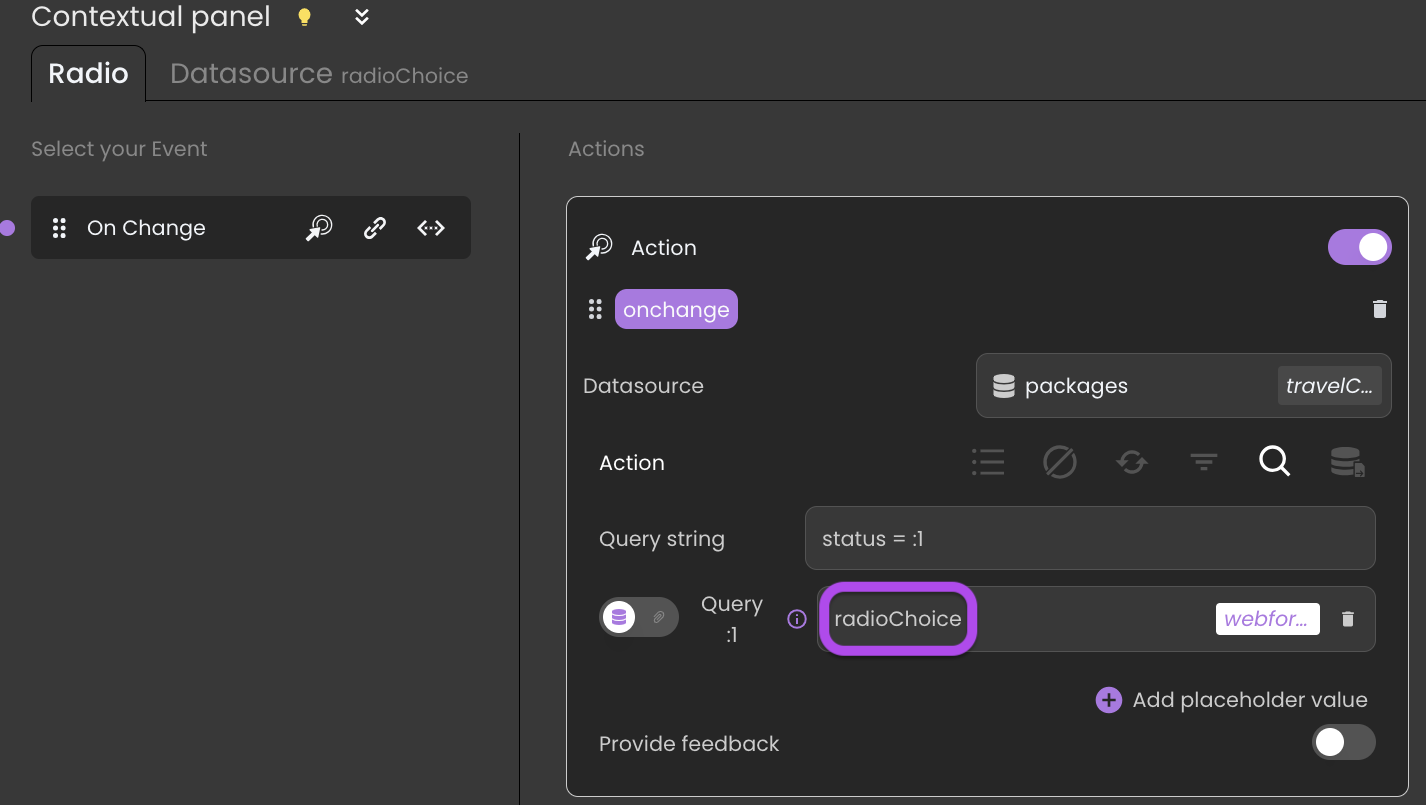 Contextual panel
Radio Datasource radioChoice
Select your Event
Actions
On Change
Action
onchange
Datasource packages travelC...
Action
Query string status = :1
Query :1 radioChoice webfor...
Add placeholder value
Provide feedback